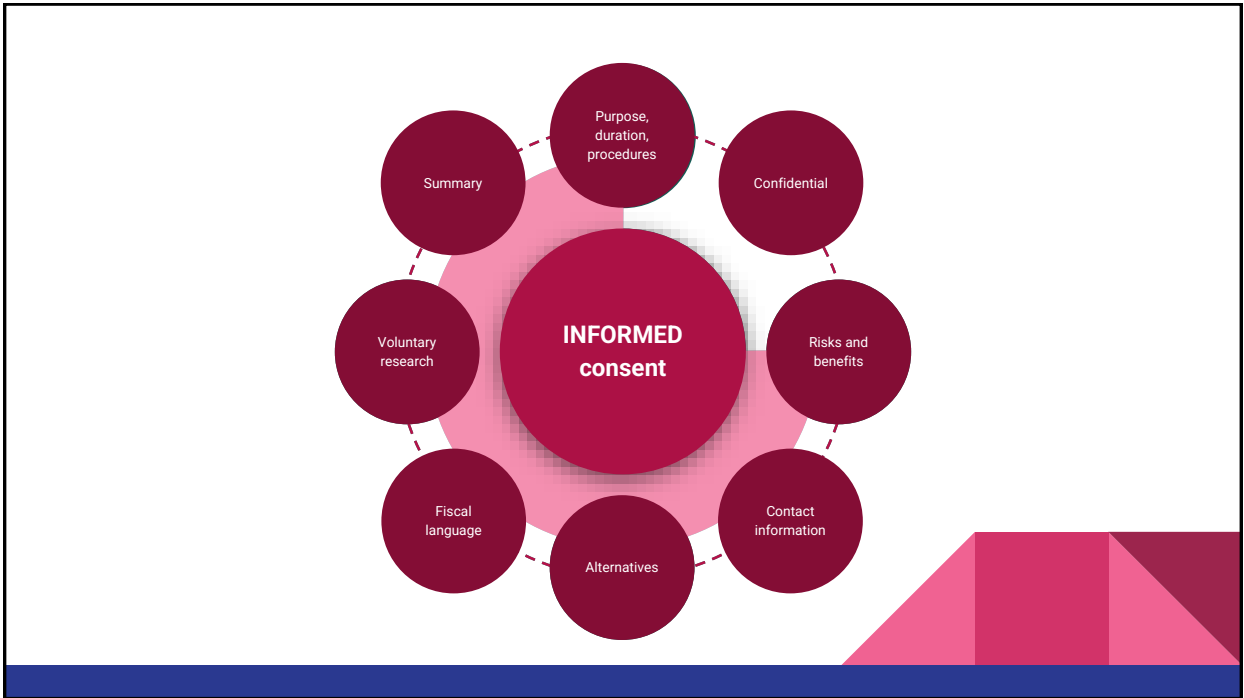 Purpose,
duration,
procedures
Confidential
Risks and
benefits
Contact
information
Alternatives
Fiscal
language
Voluntary
research
Summary
INFORMED
consent